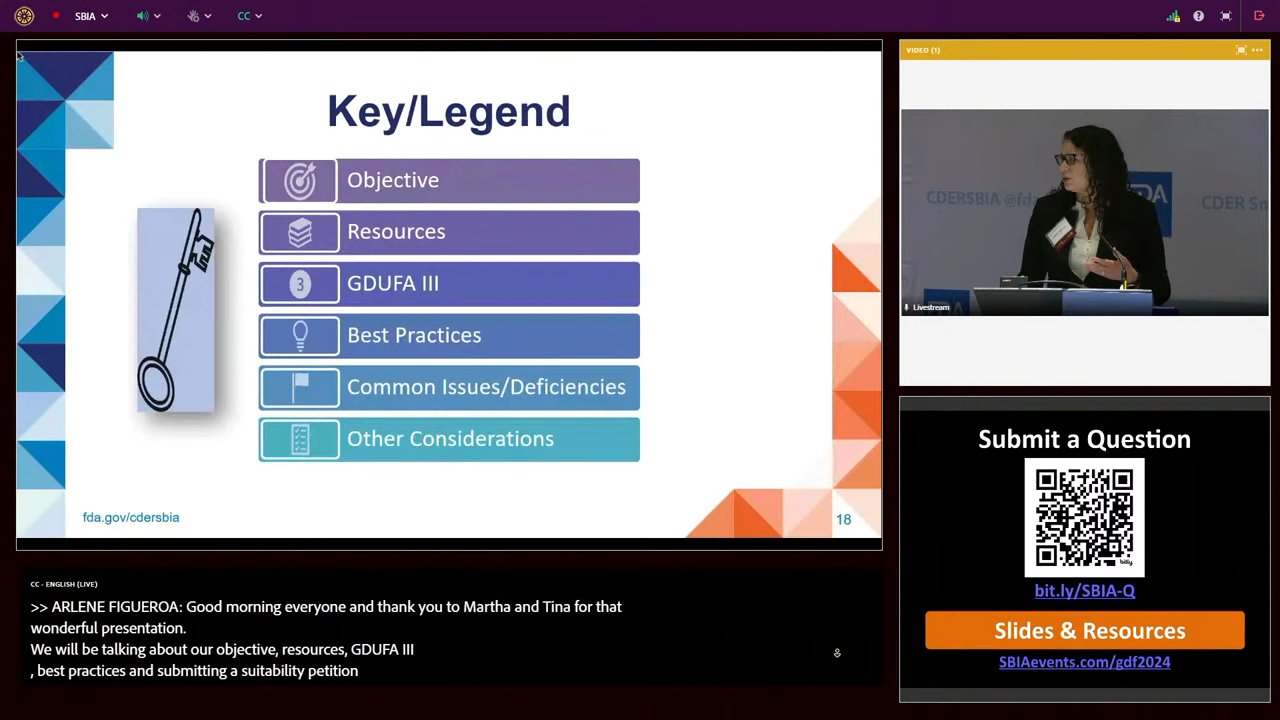 SBIA
CC
Key/Legend
Objective
Resources
3
GDUFA III
Best Practices
Common Issues/Deficiencies
Other Considerations
fda.gov/cdersbia
18
VIDEO (1)
CDERSBIA @fda
DA
CDER Sm
Livestream
Submit a Question
bitly
bit.ly/SBIA-Q
Slides & Resources
SBIAevents.com/gdf2024
CC - ENGLISH (LIVE)
>> ARLENE FIGUEROA: Good morning everyone and thank you to Martha and Tina for that
wonderful presentation.
We will be talking about our objective, resources, GDUFA III
, best practices and submitting a suitability petition